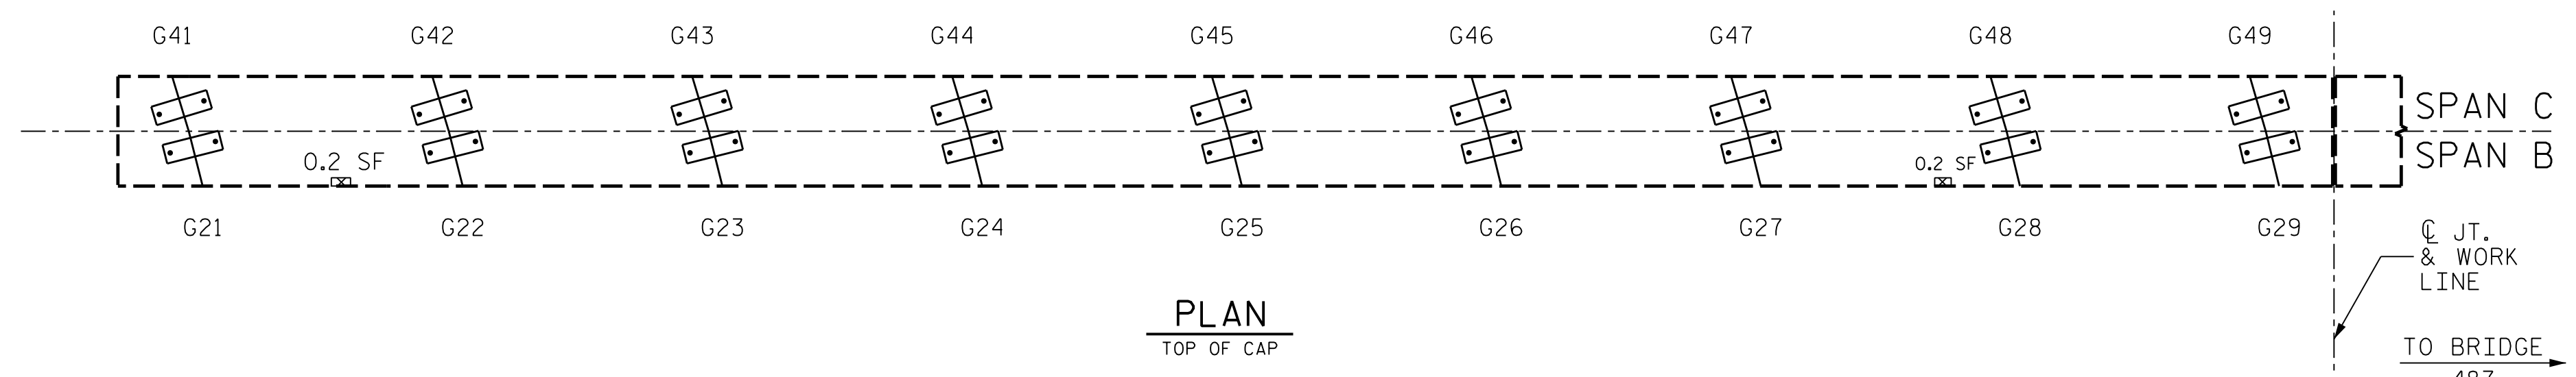 G41 G42 G43 G44 G45 G46 G47 G48 G49
SPAN C
SPAN B
0.2 SF
0.2 SF
G21 G22 G23 G24 G25 G26 G27 G28 G29
℄ JT.
& WORK
LINE
PLAN
TOP OF CAP
TO BRIDGE